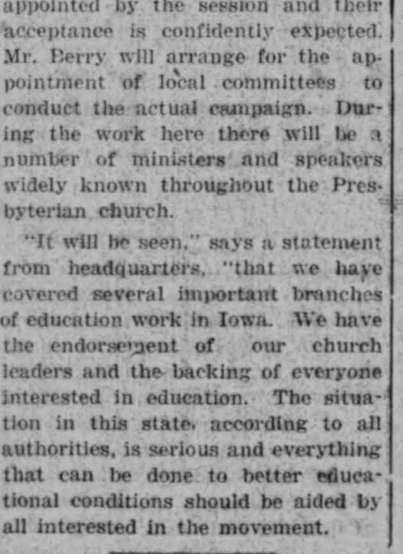 appointed by the session and their
acceptance is confidently expected.
Mr. Berry will arrange for the ap-
pointment of local committees to
conduct the actual campaign. Dur-
ing the work here there will be a
number of ministers and speakers
widely known throughout the Pres-
byterian church.
"It will be seen," says a statement
from headquarters, "that we have
covered several important branches
of education work in Iowa. We have
the endorsement of our church
leaders and the backing of everyone
interested in education. The situa-
tion in this state, according to all
authorities, is serious and everything
that can be done to better educa-
tional conditions should be aided by
all interested in the movement.